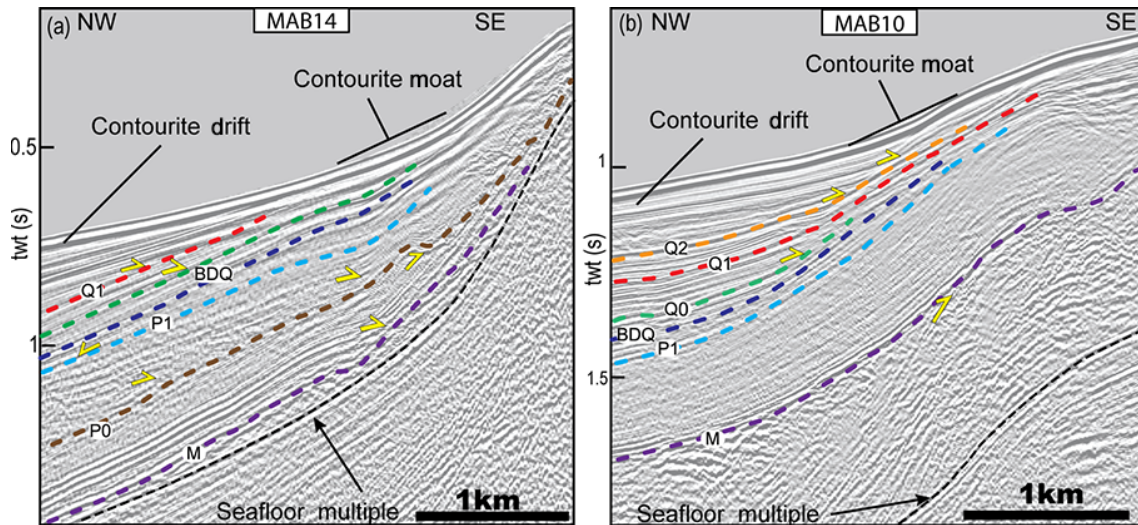 (a) NW MAB14 SE
Contourite moat
Contourite drift
0.5
twt (s)
Q1
BDQ
P1
1
P0
M
Seafloor multiple
1km
(b) NW MAB10 SE
Contourite moat
Contourite drift
1
twt (s)
Q2
Q1
Q0
BDQ
P1
1.5
M
Seafloor multiple
1km